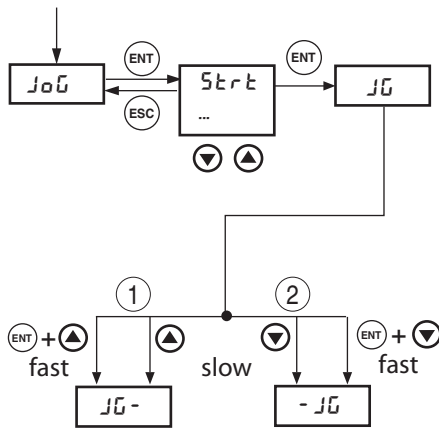 ENT
ENT
JoG
Strt
...
JG
ESC
1
2
ENT + 
ENT + 
fast
slow
fast
JG-
-JG